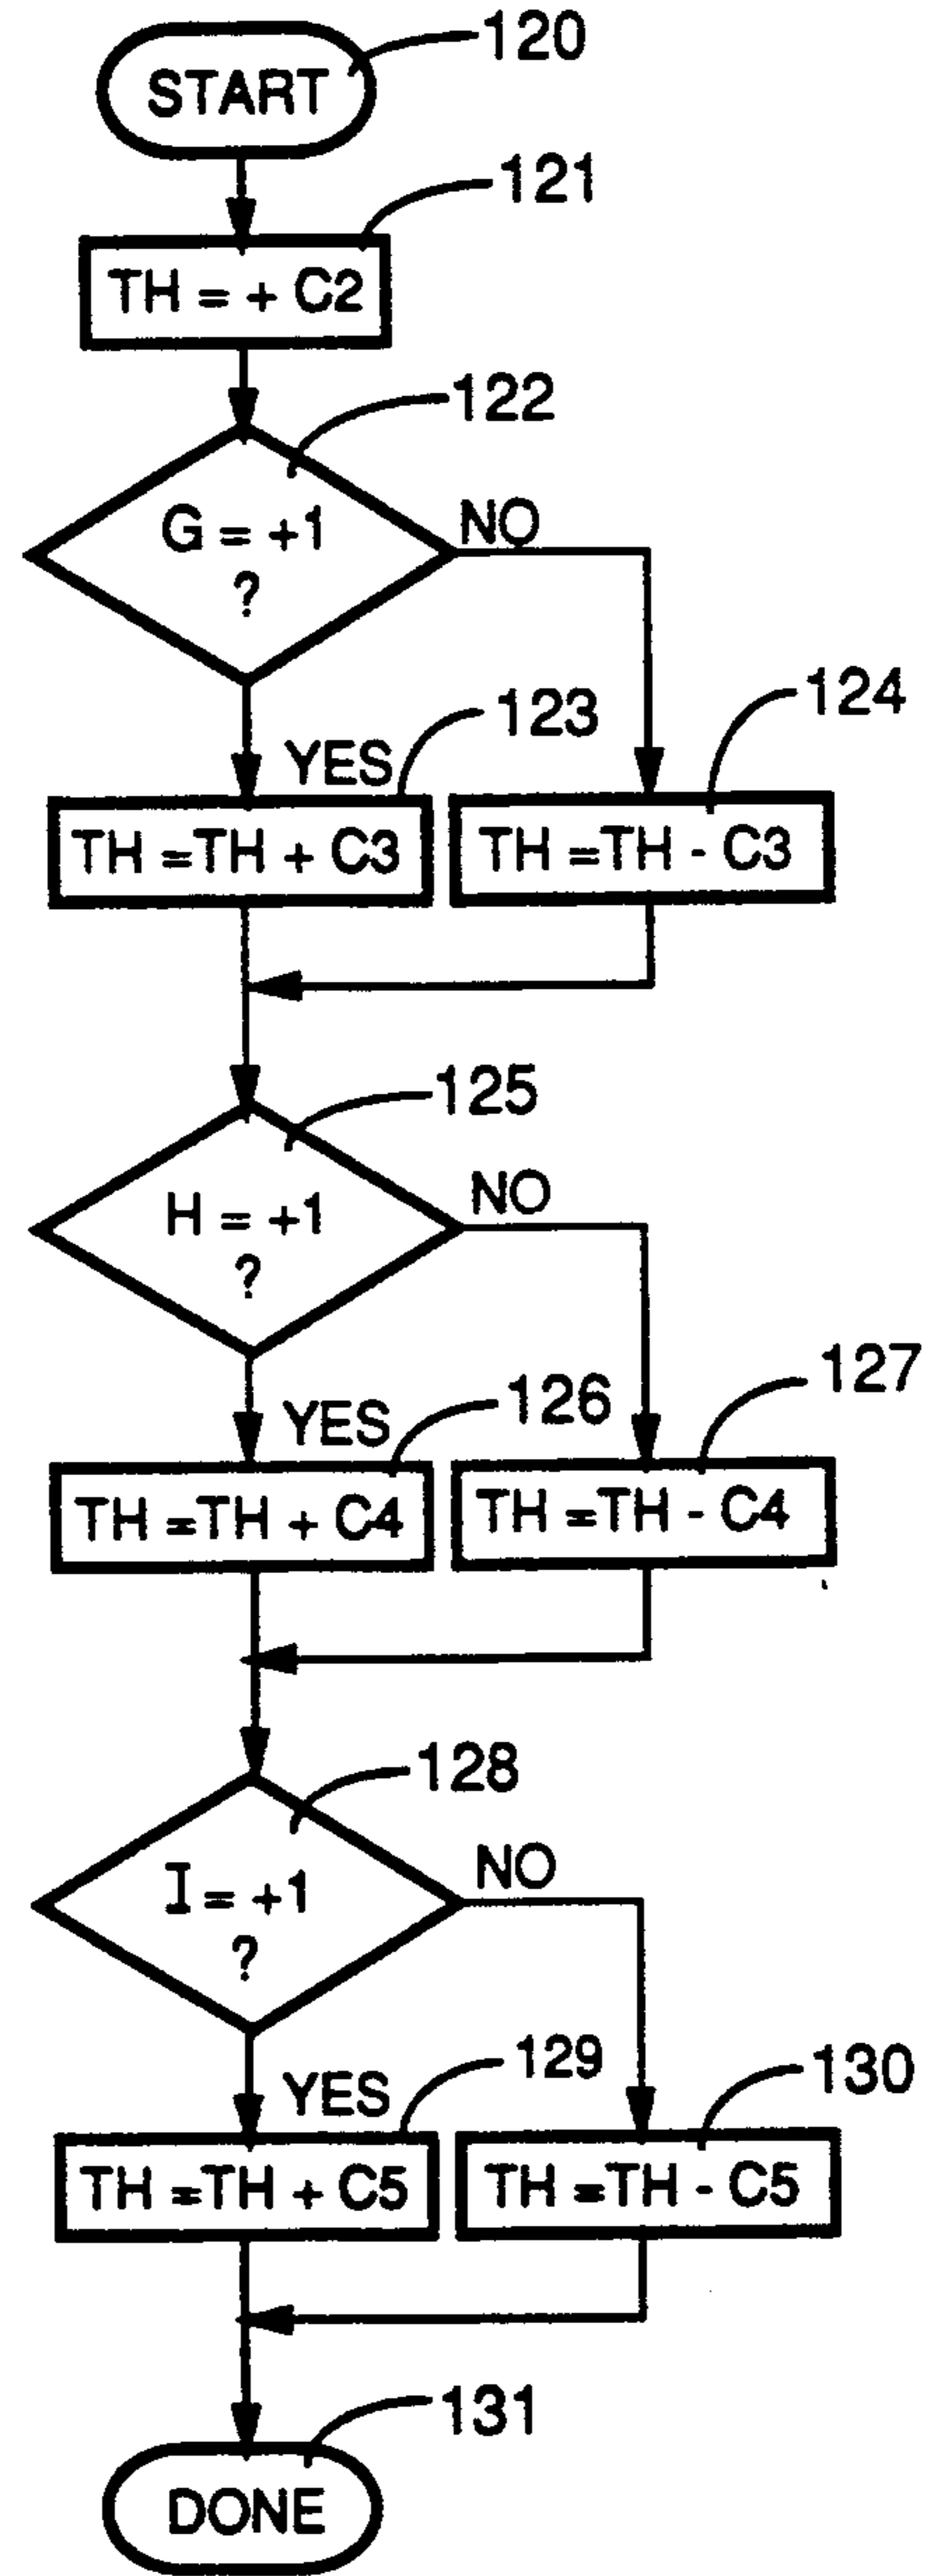 120
START
121
TH = + C2
122
G = +1
?
NO
YES
123
124
TH =TH + C3
TH =TH - C3
125
H = +1
?
NO
YES
126
127
TH =TH + C4
TH =TH - C4
128
I = +1
?
NO
YES
129
130
TH =TH + C5
TH =TH - C5
131
DONE